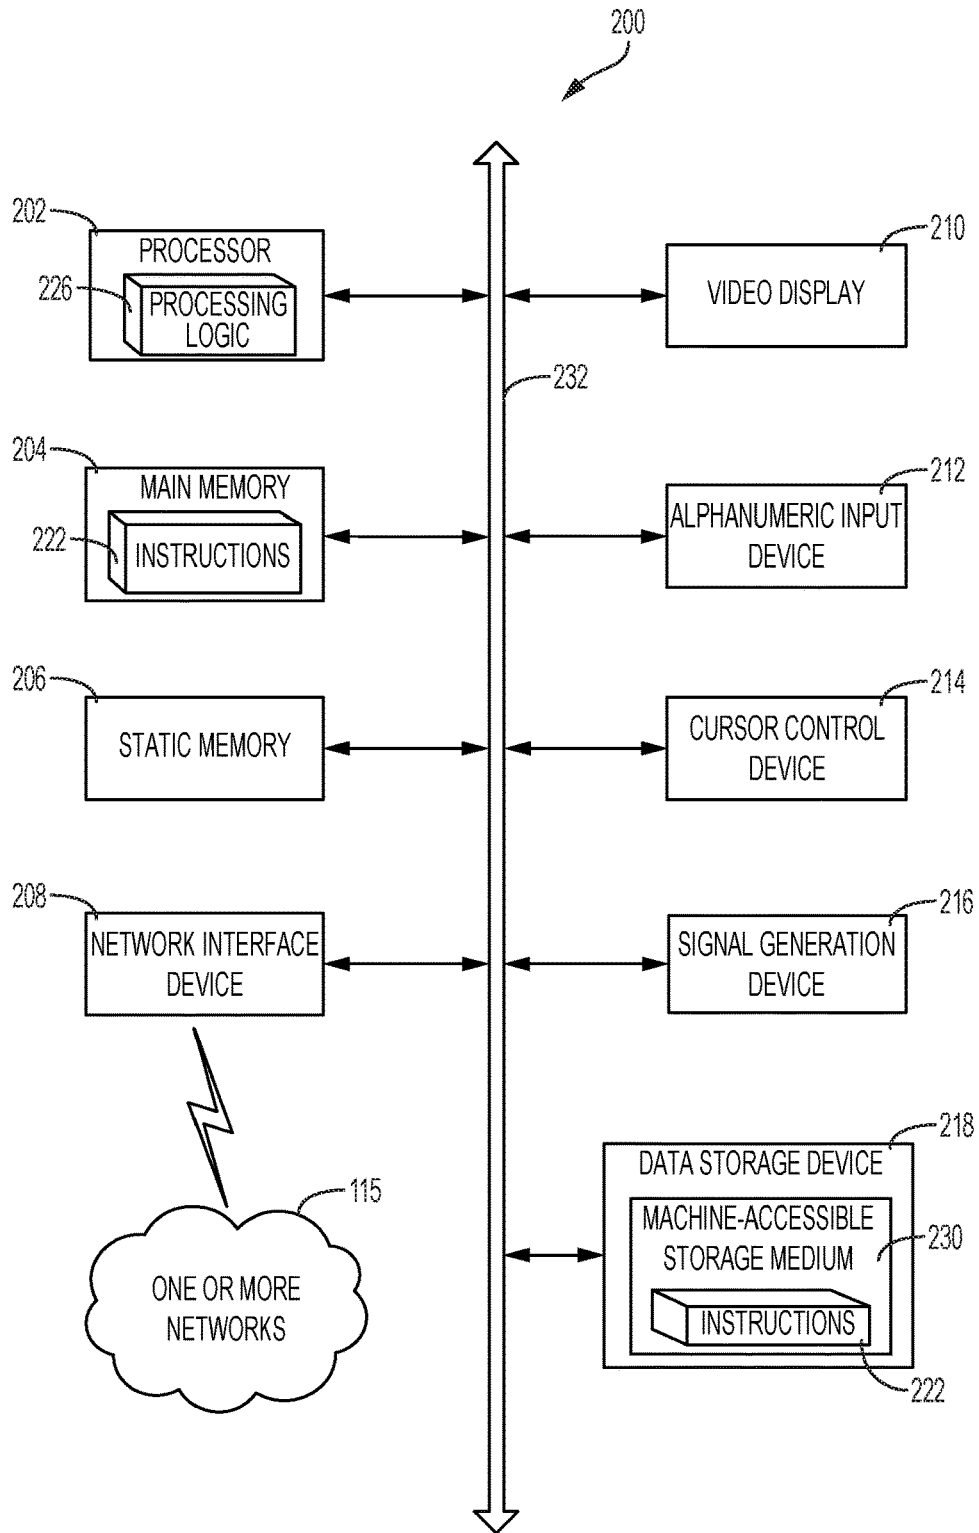 200
202
PROCESSOR
226
PROCESSING
LOGIC
210
VIDEO DISPLAY
232
204
MAIN MEMORY
222
INSTRUCTIONS
212
ALPHANUMERIC INPUT
DEVICE
206
STATIC MEMORY
214
CURSOR CONTROL
DEVICE
208
NETWORK INTERFACE
DEVICE
216
SIGNAL GENERATION
DEVICE
115
ONE OR MORE
NETWORKS
218
DATA STORAGE DEVICE
MACHINE-ACCESSIBLE
STORAGE MEDIUM
230
INSTRUCTIONS
222